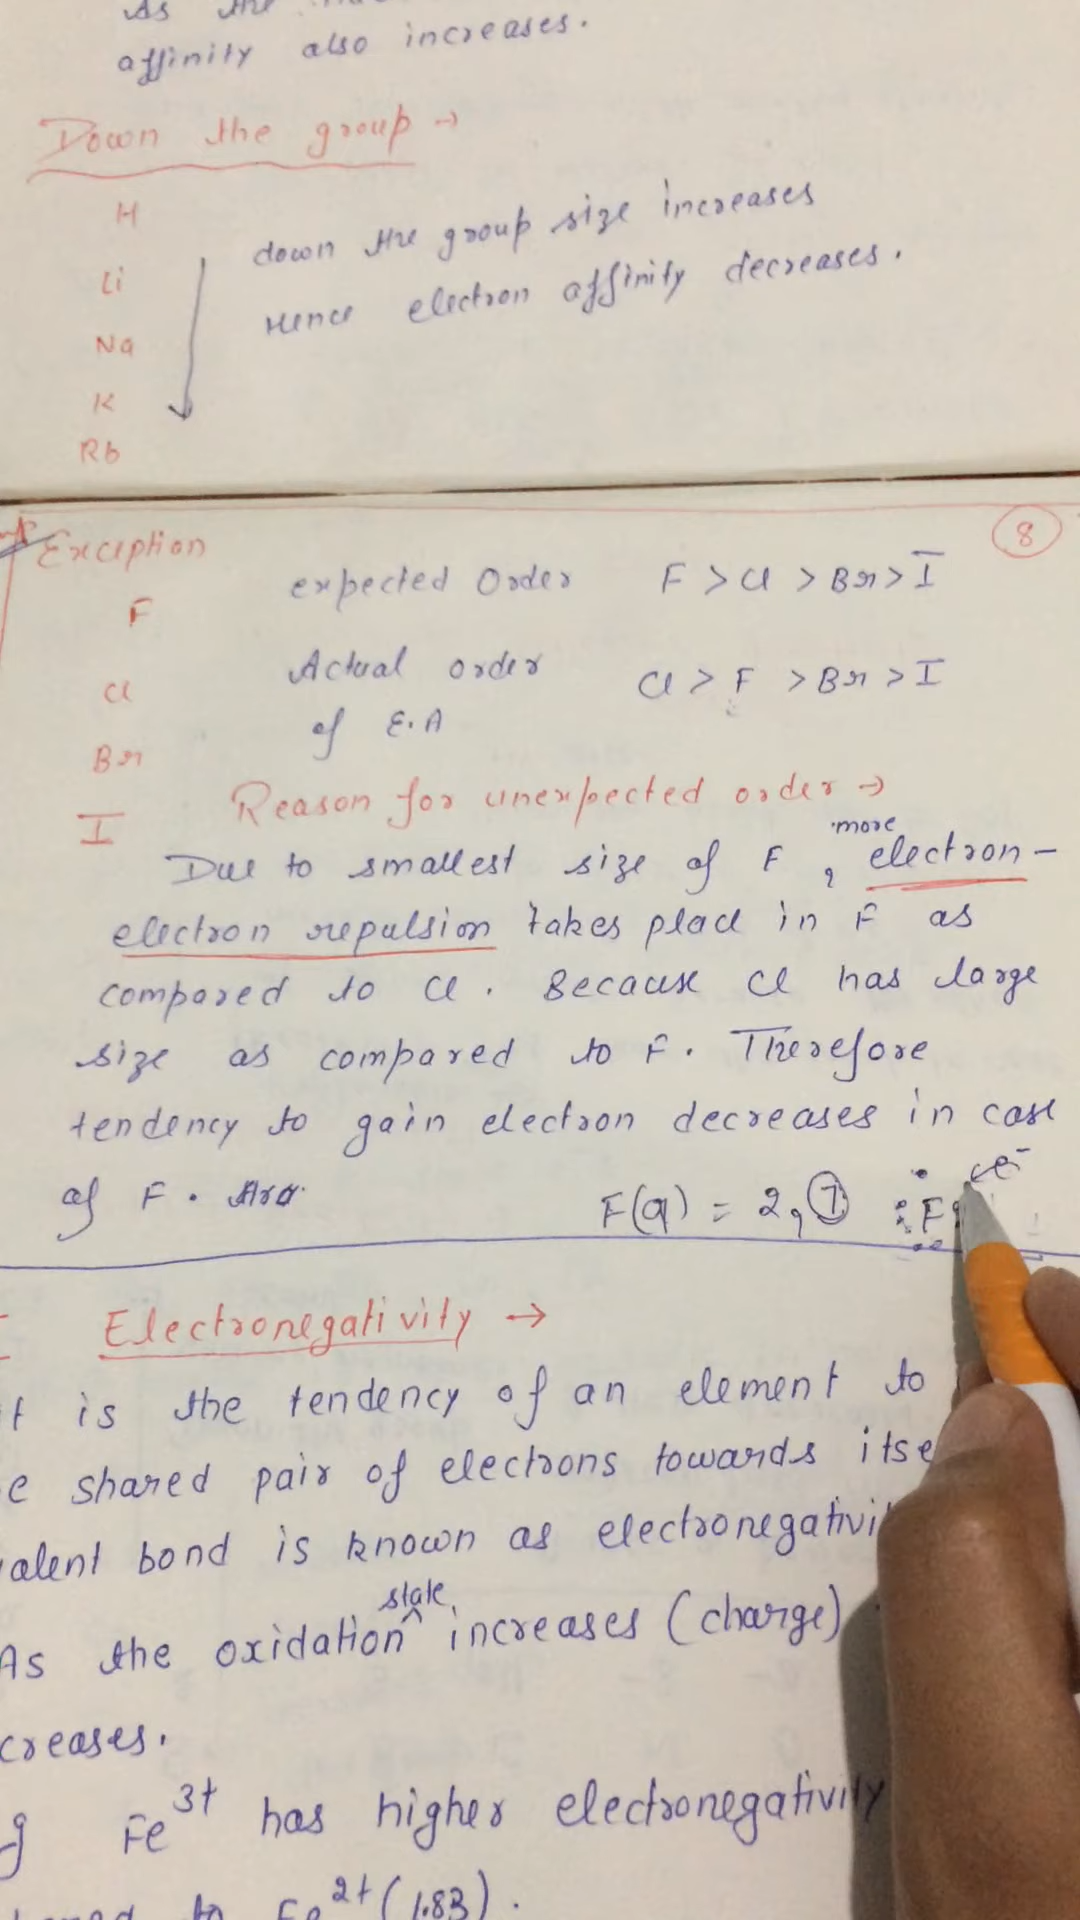 As the
affinity also increases.
Down the group →
H
Li
Na
K
Rb
down the group size increases
Hence electron affinity decreases.
8
Exception
F
Cl
Br
I
expected Order F > Cl > Br > I
Actual order Cl > F > Br > I
of E.A
Reason for unexpected order →
Due to smallest size of F , more electron-
electron repulsion takes place in F as
compared to Cl . Because Cl has large
size as compared to F. Therefore
tendency to gain electron decreases in case
of F .
F(9) = 2,7 F e-
Electronegativity →
is the tendency of an element to
shared pair of electrons towards itse
alent bond is known as electronegativi
As the oxidation state increases (charge)
creases.
Fe3+ has higher electronegativity
to Fe2+ (1.83) .